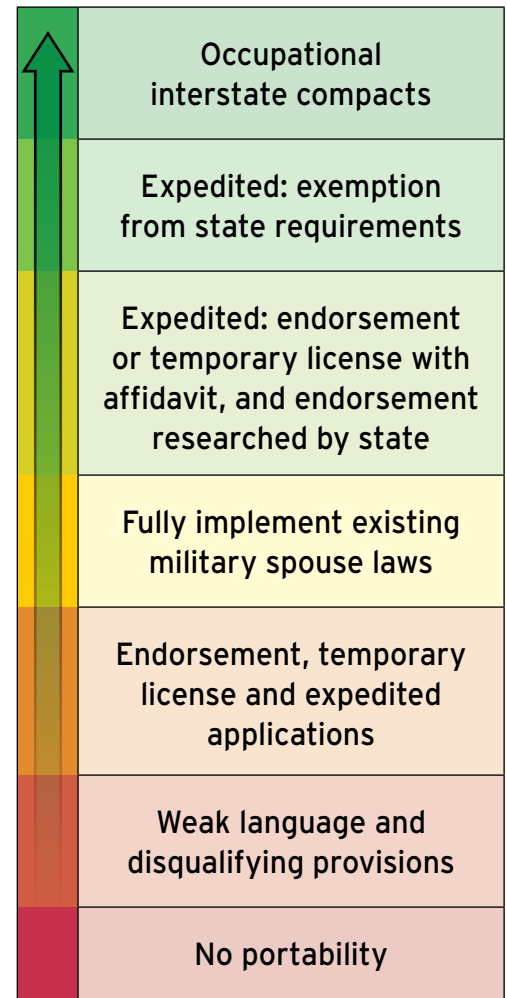 Occupational
interstate compacts
Expedited: exemption
from state requirements
Expedited: endorsement
or temporary license with
affidavit, and endorsement
researched by state
Fully implement existing
military spouse laws
Endorsement, temporary
license and expedited
applications
Weak language and
disqualifying provisions
No portability